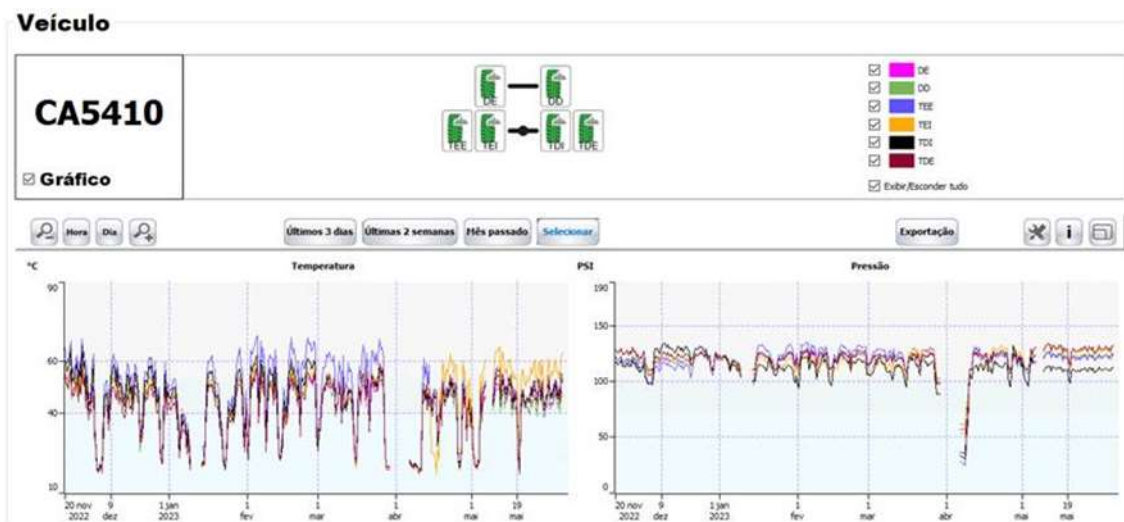 Veículo
CA5410
Gráfico
DE DD
TEE TEI TDI TDE
DE
DD
TEE
TEI
TDI
TDE
Exibir/Esconder tudo
Hora Dia Últimos 3 dias Últimas 2 semanas Mês passado Selecionar Exportação i
°C Temperatura
90
60
40
10
20 nov 9 1 jan 1 1 1 1 19
2022 dez 2023 fev mar abr mai mai
PSI Pressão
190
150
100
50
0
20 nov 9 1 jan 1 1 1 1 19
2022 dez 2023 fev mar abr mai mai